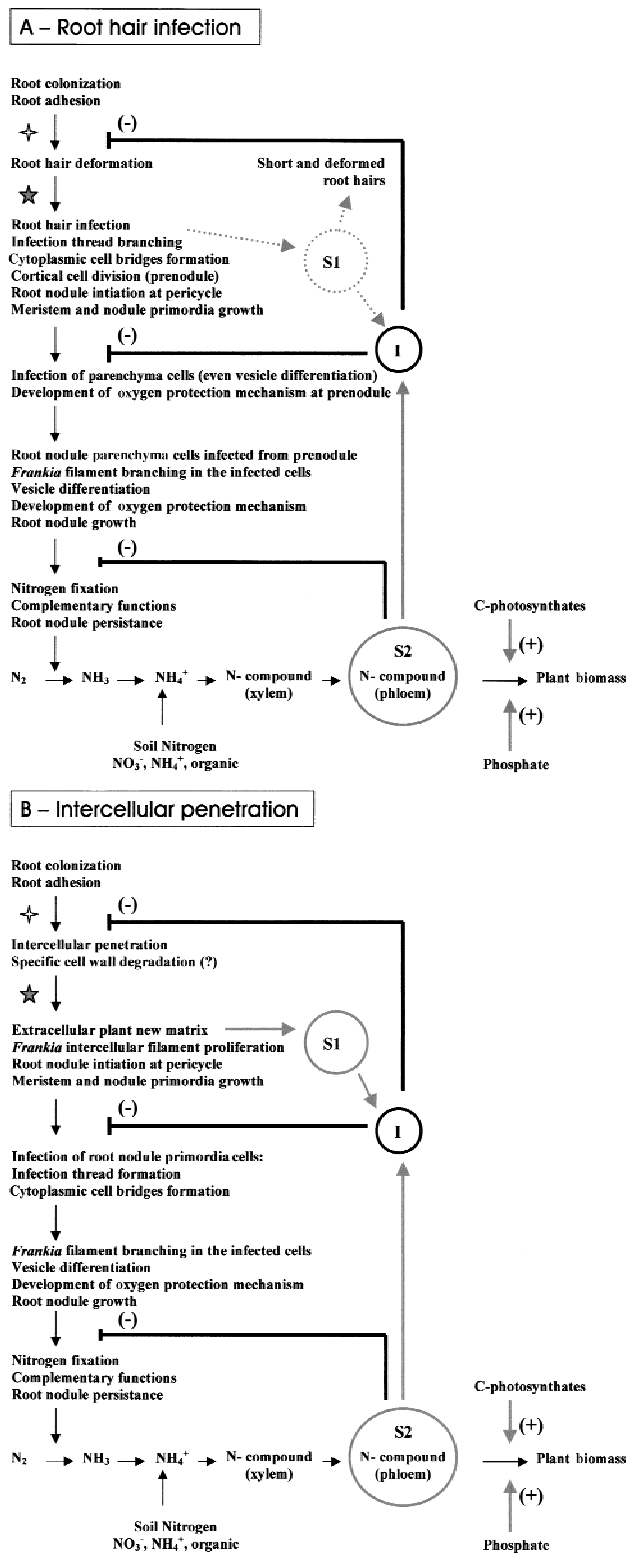 A – Root hair infection
Root colonization
Root adhesion
(-)
Root hair deformation
Short and deformed
root hairs
Root hair infection
Infection thread branching
Cytoplasmic cell bridges formation
Cortical cell division (prenodule)
Root nodule intiation at pericycle
Meristem and nodule primordia growth
S1
(-)
I
Infection of parenchyma cells (even vesicle differentiation)
Development of oxygen protection mechanism at prenodule
Root nodule parenchyma cells infected from prenodule
Frankia filament branching in the infected cells
Vesicle differentiation
Development of oxygen protection mechanism
Root nodule growth
(-)
Nitrogen fixation
Complementary functions
Root nodule persistance
C-photosynthates
(+)
N₂ NH₃ NH₄⁺ N- compound
(xylem)
S2
N- compound
(phloem)
Plant biomass
(+)
Soil Nitrogen
NO₃⁻, NH₄⁺, organic
Phosphate
B – Intercellular penetration
Root colonization
Root adhesion
(-)
Intercellular penetration
Specific cell wall degradation (?)
Extracellular plant new matrix
Frankia intercellular filament proliferation
Root nodule intiation at pericycle
Meristem and nodule primordia growth
S1
(-)
I
Infection of root nodule primordia cells:
Infection thread formation
Cytoplasmic cell bridges formation
Frankia filament branching in the infected cells
Vesicle differentiation
Development of oxygen protection mechanism
Root nodule growth
(-)
Nitrogen fixation
Complementary functions
Root nodule persistance
C-photosynthates
(+)
N₂ NH₃ NH₄⁺ N- compound
(xylem)
S2
N- compound
(phloem)
Plant biomass
(+)
Soil Nitrogen
NO₃⁻, NH₄⁺, organic
Phosphate